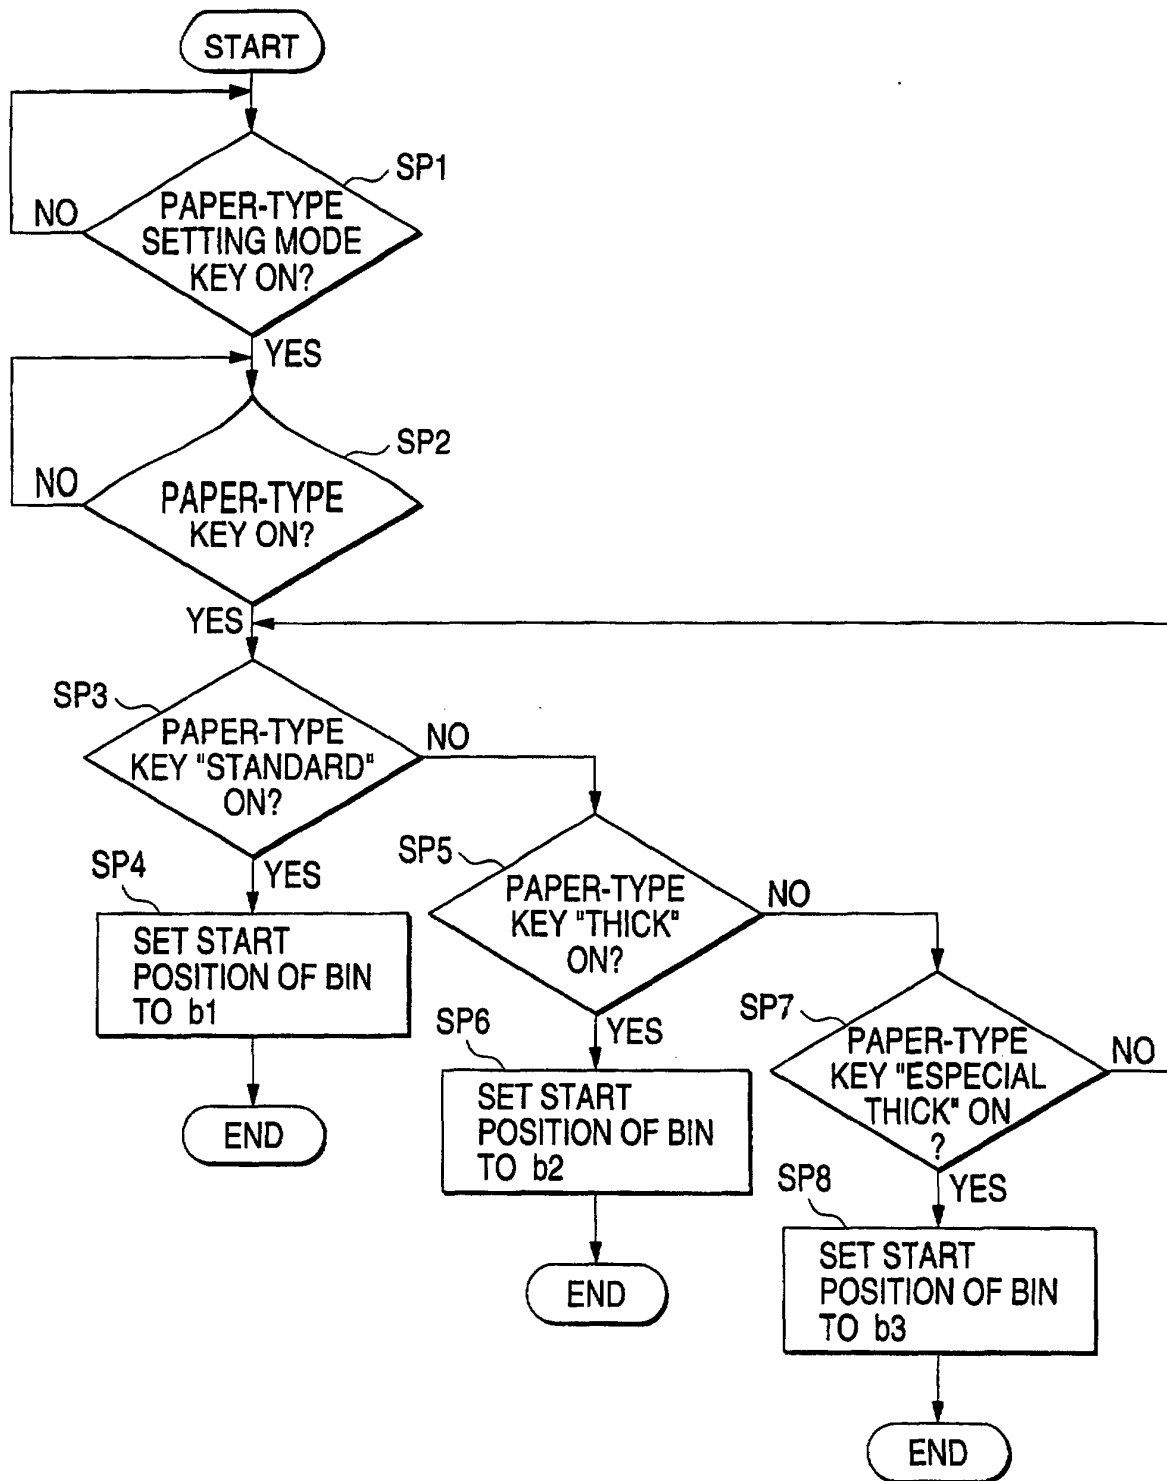 START
SP1
NO
PAPER-TYPE
SETTING MODE
KEY ON?
YES
SP2
NO
PAPER-TYPE
KEY ON?
YES
SP3
PAPER-TYPE
KEY "STANDARD"
ON?
NO
YES
SP4
SET START
POSITION OF BIN
TO b1
END
SP5
PAPER-TYPE
KEY "THICK"
ON?
NO
YES
SP6
SET START
POSITION OF BIN
TO b2
END
SP7
PAPER-TYPE
KEY "ESPECIAL
THICK" ON
?
NO
YES
SP8
SET START
POSITION OF BIN
TO b3
END